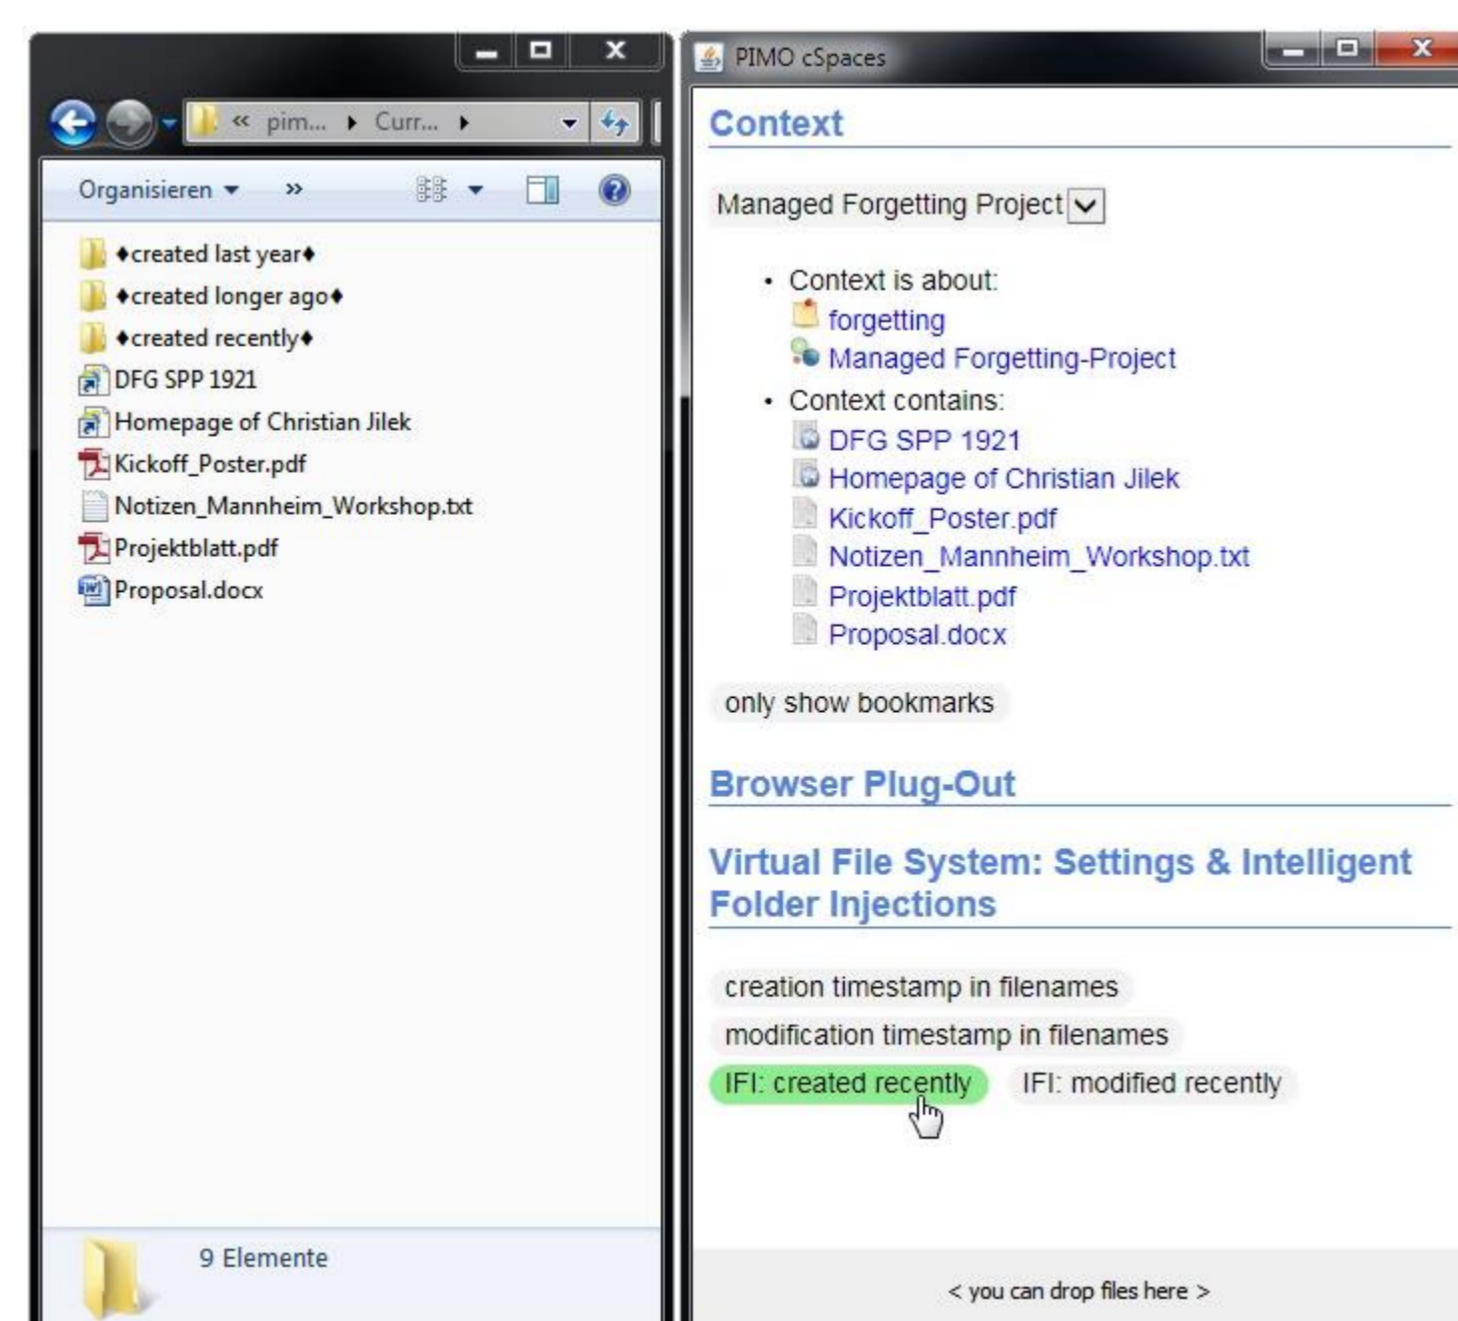 « pim... Curr...
Organisieren »
♦created last year♦
♦created longer ago♦
♦created recently♦
DFG SPP 1921
Homepage of Christian Jilek
Kickoff_Poster.pdf
Notizen_Mannheim_Workshop.txt
Projektblatt.pdf
Proposal.docx
9 Elemente
PIMO cSpaces
Context
Managed Forgetting Project
• Context is about:
forgetting
Managed Forgetting-Project
• Context contains:
DFG SPP 1921
Homepage of Christian Jilek
Kickoff_Poster.pdf
Notizen_Mannheim_Workshop.txt
Projektblatt.pdf
Proposal.docx
only show bookmarks
Browser Plug-Out
Virtual File System: Settings & Intelligent
Folder Injections
creation timestamp in filenames
modification timestamp in filenames
IFI: created recently IFI: modified recently
< you can drop files here >